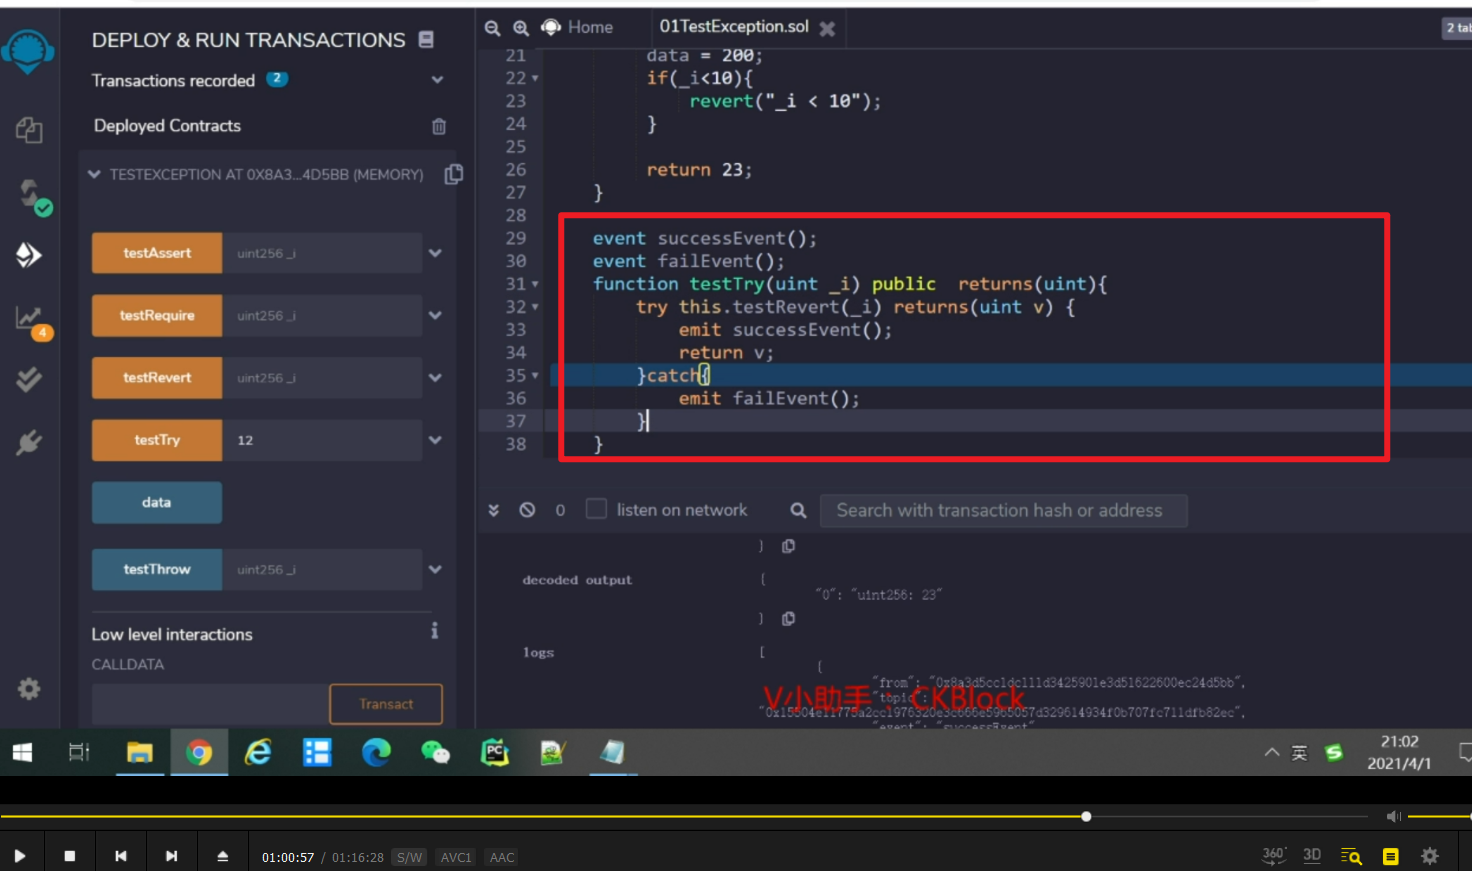 DEPLOY & RUN TRANSACTIONS
Transactions recorded 2
Deployed Contracts
TESTEXCEPTION AT 0X8A3...4D5BB (MEMORY)
testAssert uint256 _i
testRequire uint256 _i
testRevert uint256 _i
testTry 12
data
testThrow uint256 _i
Low level interactions
CALLDATA
Transact
4
Home
01TestException.sol
2 tab
21 data = 200;
22 if(_i<10){
23 revert("_i < 10");
24 }
25
26 return 23;
27 }
28
29 event successEvent();
30 event failEvent();
31 function testTry(uint _i) public  returns(uint){
32 try this.testRevert(_i) returns(uint v) {
33 emit successEvent();
34 return v;
35 }catch{
36 emit failEvent();
37 }
38 }
0 listen on network Search with transaction hash or address
}
decoded output {
"0": "uint256: 23"
}
logs [
{
"from": "0x8a3d5cc1dc111d3425901e3d51622600ec24d5bb",
"topic":
V小助手：CKBlock
"event": "successEvent"
PC
英
21:02
2021/4/1
01:00:57 / 01:16:28 S/W AVC1 AAC
360° 3D